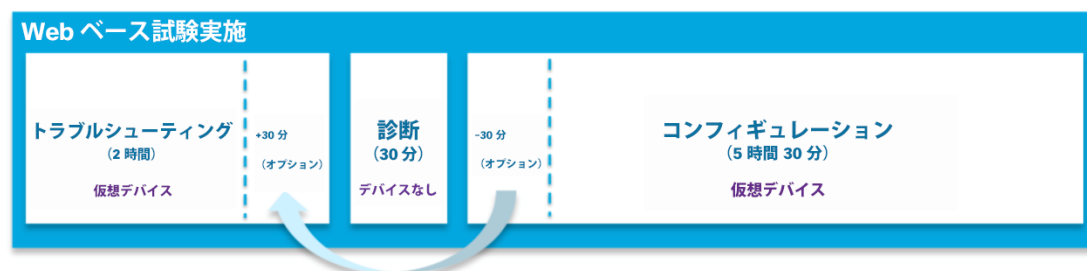 Web ベース試験実施
トラブルシューティング
（2 時間）
仮想デバイス
+30 分
（オプション）
診断
（30 分）
デバイスなし
-30 分
（オプション）
コンフィギュレーション
（5 時間 30 分）
仮想デバイス